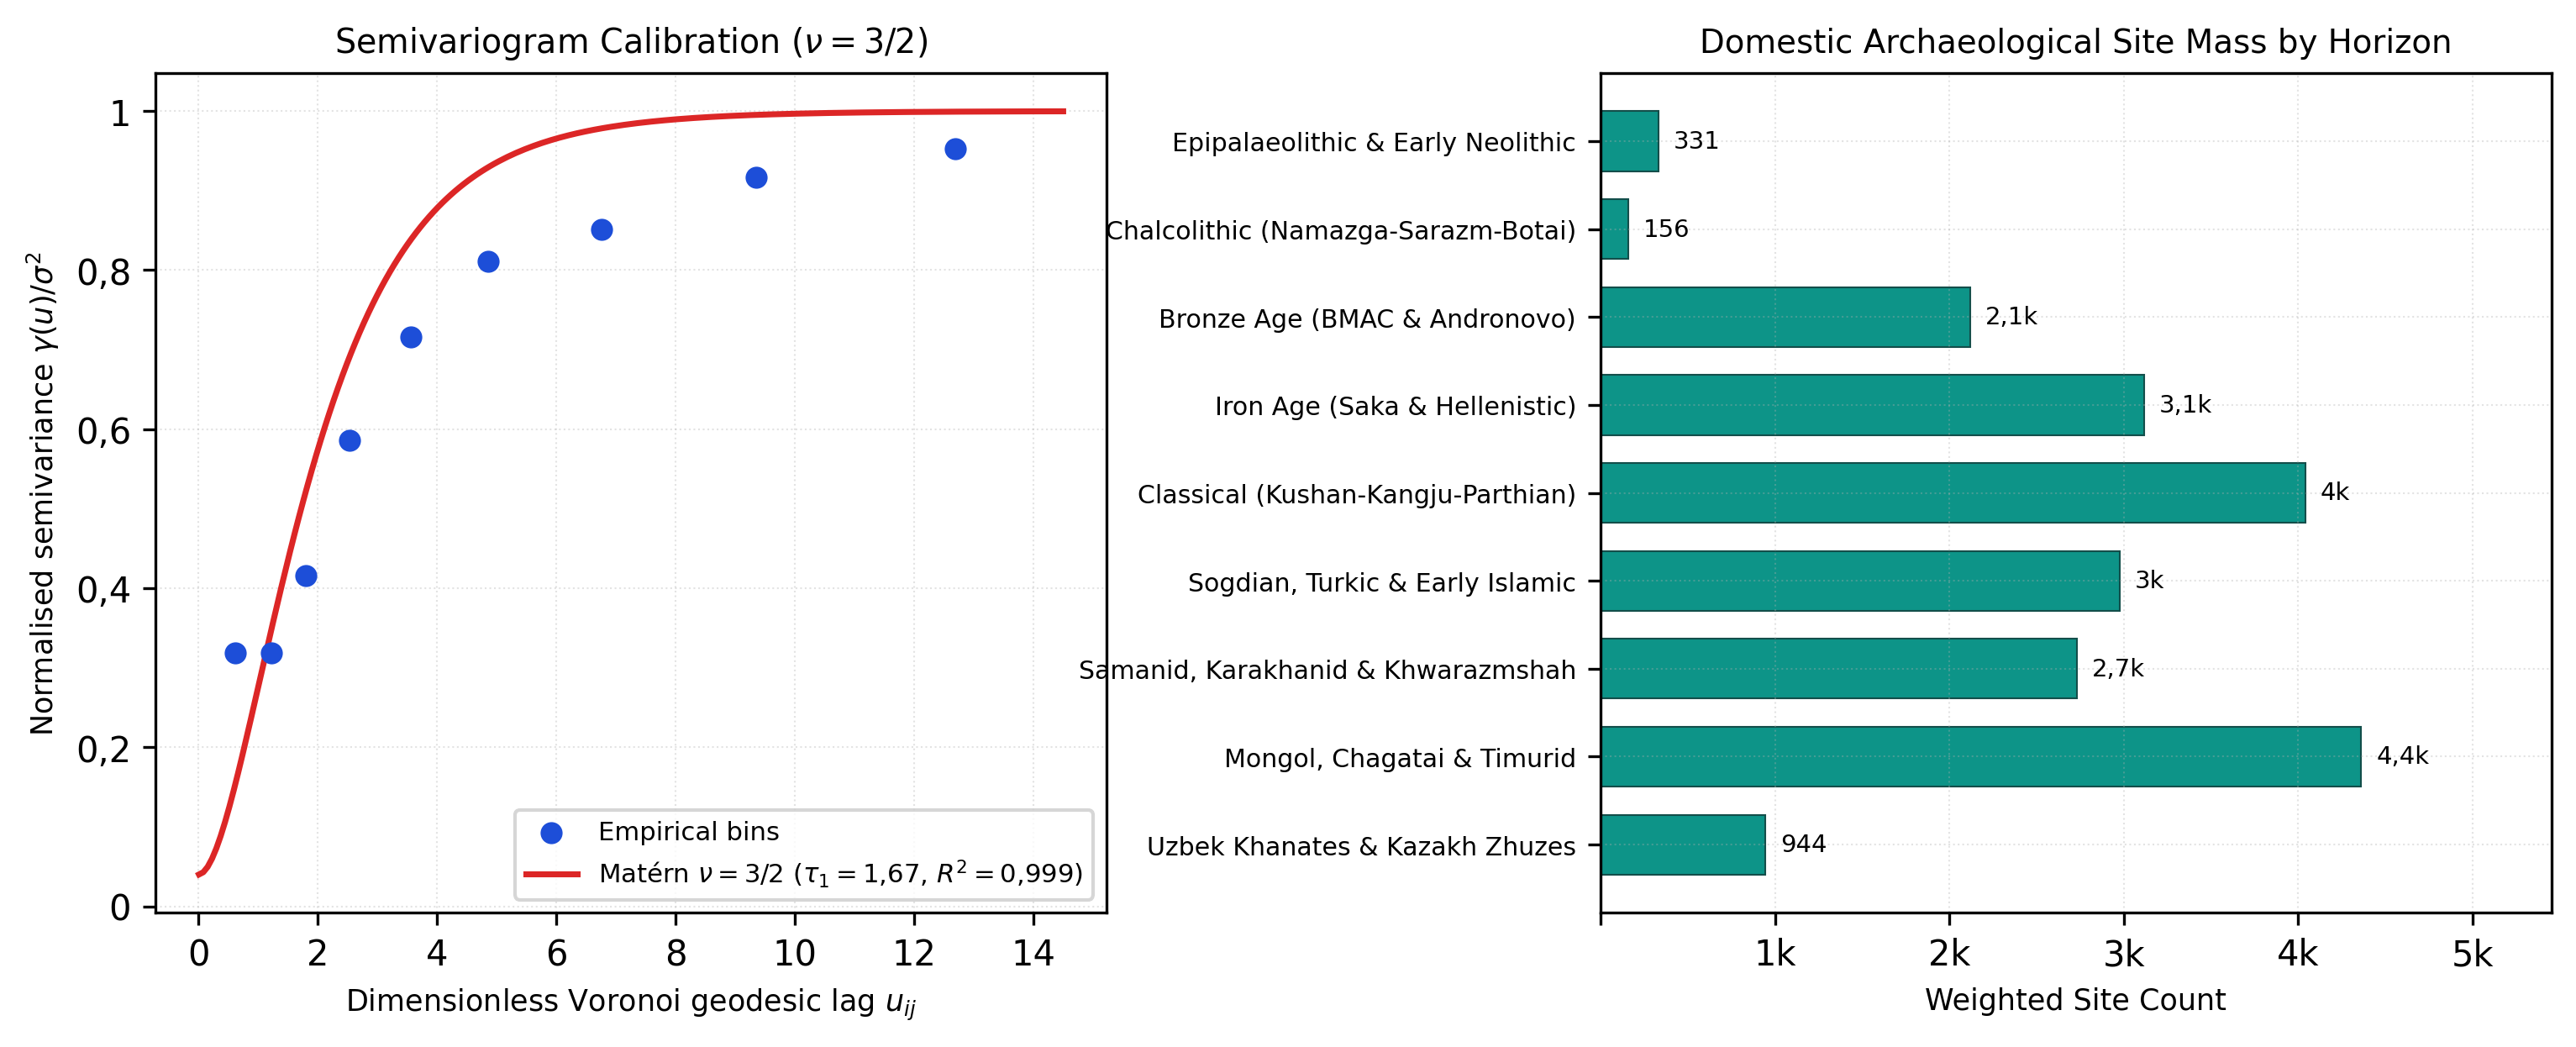 Semivariogram Calibration (ν = 3/2)
Normalised semivariance γ(u)/σ²
1
0,8
0,6
0,4
0,2
0
0 2 4 6 8 10 12 14
Dimensionless Voronoi geodesic lag u_ij
Empirical bins
Matérn ν = 3/2 (τ₁ = 1,67, R² = 0,999)
Domestic Archaeological Site Mass by Horizon
Epipalaeolithic & Early Neolithic 331
Chalcolithic (Namazga-Sarazm-Botai) 156
Bronze Age (BMAC & Andronovo) 2,1k
Iron Age (Saka & Hellenistic) 3,1k
Classical (Kushan-Kangju-Parthian) 4k
Sogdian, Turkic & Early Islamic 3k
Samanid, Karakhanid & Khwarazmshah 2,7k
Mongol, Chagatai & Timurid 4,4k
Uzbek Khanates & Kazakh Zhuzes 944
1k 2k 3k 4k 5k
Weighted Site Count